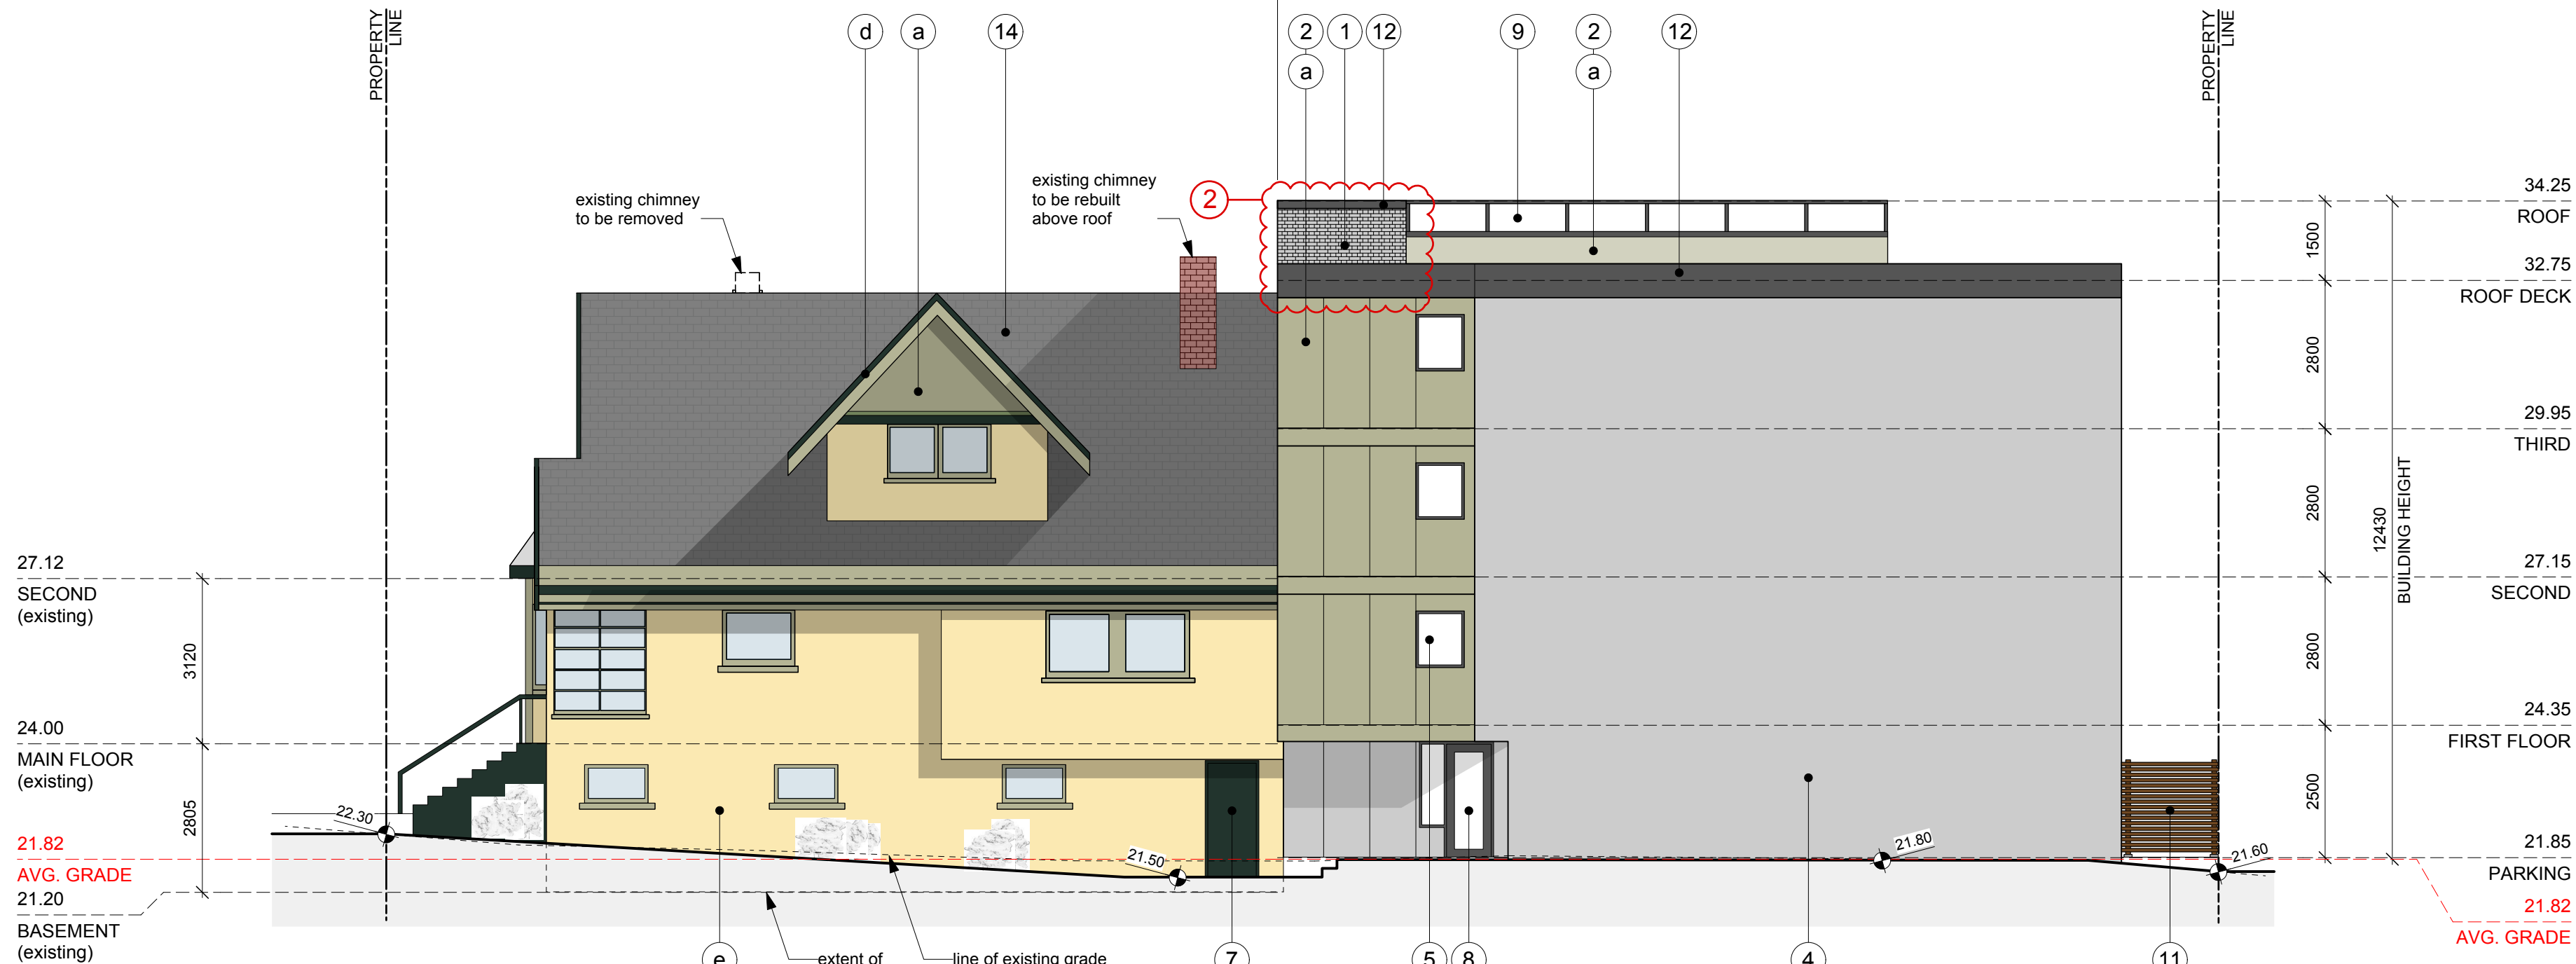 PROPERTY
LINE
d
a
14
2
a
1
12
9
2
a
12
PROPERTY
LINE
existing chimney
to be removed
existing chimney
to be rebuilt
above roof
2
34.25
ROOF
1500
32.75
ROOF DECK
2800
29.95
THIRD
2800
12430
BUILDING HEIGHT
27.15
SECOND
2800
24.35
FIRST FLOOR
2500
21.85
PARKING
21.82
AVG. GRADE
27.12
SECOND
(existing)
3120
24.00
MAIN FLOOR
(existing)
2805
21.82
AVG. GRADE
21.20
BASEMENT
(existing)
22.30
21.50
21.80
21.60
e
extent of
line of existing grade
7
5
8
4
11